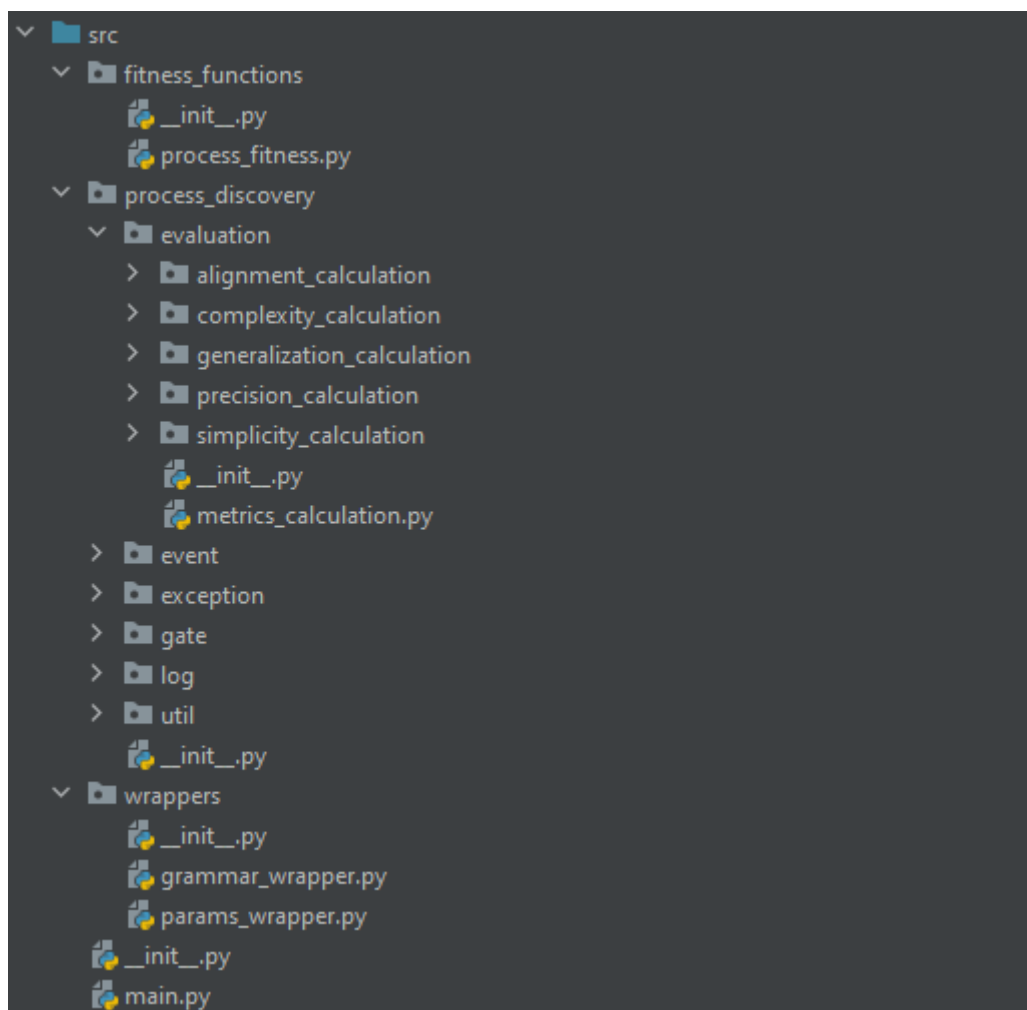 src
fitness_functions
__init__.py
process_fitness.py
process_discovery
evaluation
alignment_calculation
complexity_calculation
generalization_calculation
precision_calculation
simplicity_calculation
__init__.py
metrics_calculation.py
event
exception
gate
log
util
__init__.py
wrappers
__init__.py
grammar_wrapper.py
params_wrapper.py
__init__.py
main.py